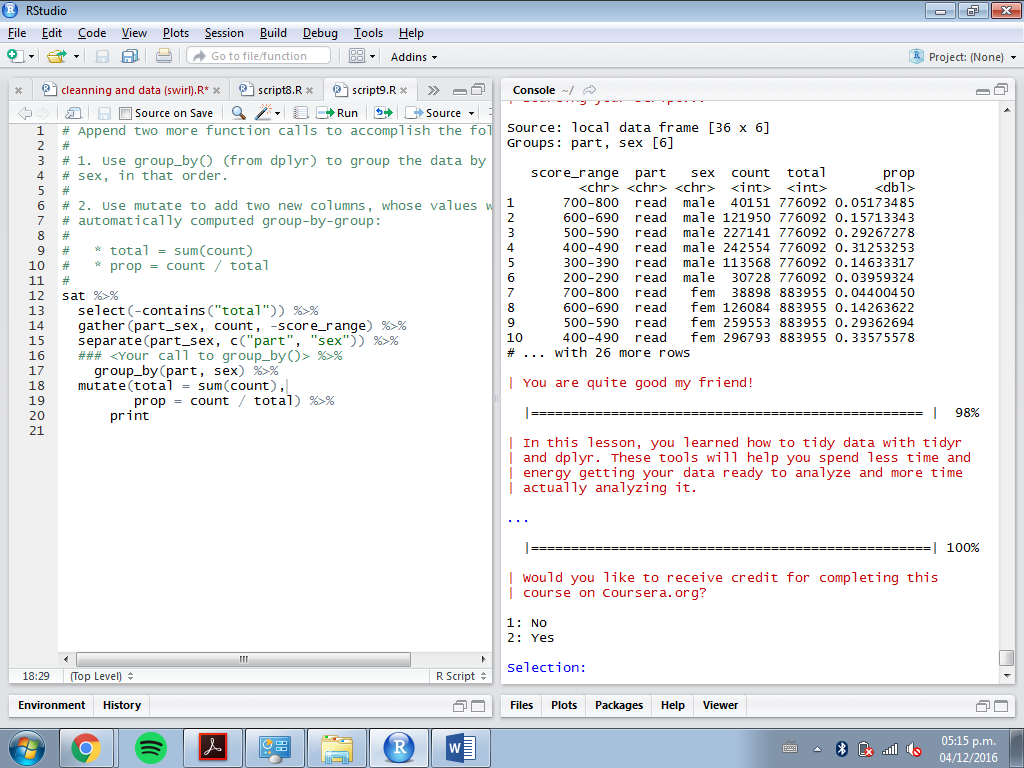 RStudio
File Edit Code View Plots Session Build Debug Tools Help
Go to file/function Addins Project: (None)
cleanning and data (swirl).R* script8.R script9.R
Source on Save Run Source
1 # Append two more function calls to accomplish the fol
2 #
3 # 1. Use group_by() (from dplyr) to group the data by
4 # sex, in that order.
5 #
6 # 2. Use mutate to add two new columns, whose values w
7 # automatically computed group-by-group:
8 #
9 #   * total = sum(count)
10 #   * prop = count / total
11 #
12 sat %>%
13   select(-contains("total")) %>%
14   gather(part_sex, count, -score_range) %>%
15   separate(part_sex, c("part", "sex")) %>%
16   ### <Your call to group_by()> %>%
17     group_by(part, sex) %>%
18   mutate(total = sum(count),
19          prop = count / total) %>%
20       print
21
18:29 (Top Level) R Script
Environment History
Console ~/
Source: local data frame [36 x 6]
Groups: part, sex [6]
score_range part sex count total prop
<chr> <chr> <chr> <int> <int> <dbl>
1 700-800 read male 40151 776092 0.05173485
2 600-690 read male 121950 776092 0.15713343
3 500-590 read male 227141 776092 0.29267278
4 400-490 read male 242554 776092 0.31253253
5 300-390 read male 113568 776092 0.14633317
6 200-290 read male 30728 776092 0.03959324
7 700-800 read fem 38898 883955 0.04400450
8 600-690 read fem 126084 883955 0.14263622
9 500-590 read fem 259553 883955 0.29362694
10 400-490 read fem 296793 883955 0.33575578
# ... with 26 more rows
| You are quite good my friend!
|================================================= | 98%
| In this lesson, you learned how to tidy data with tidyr
| and dplyr. These tools will help you spend less time and
| energy getting your data ready to analyze and more time
| actually analyzing it.
...
|==================================================| 100%
| Would you like to receive credit for completing this
| course on Coursera.org?
1: No
2: Yes
Selection:
Files Plots Packages Help Viewer
05:15 p.m.
04/12/2016